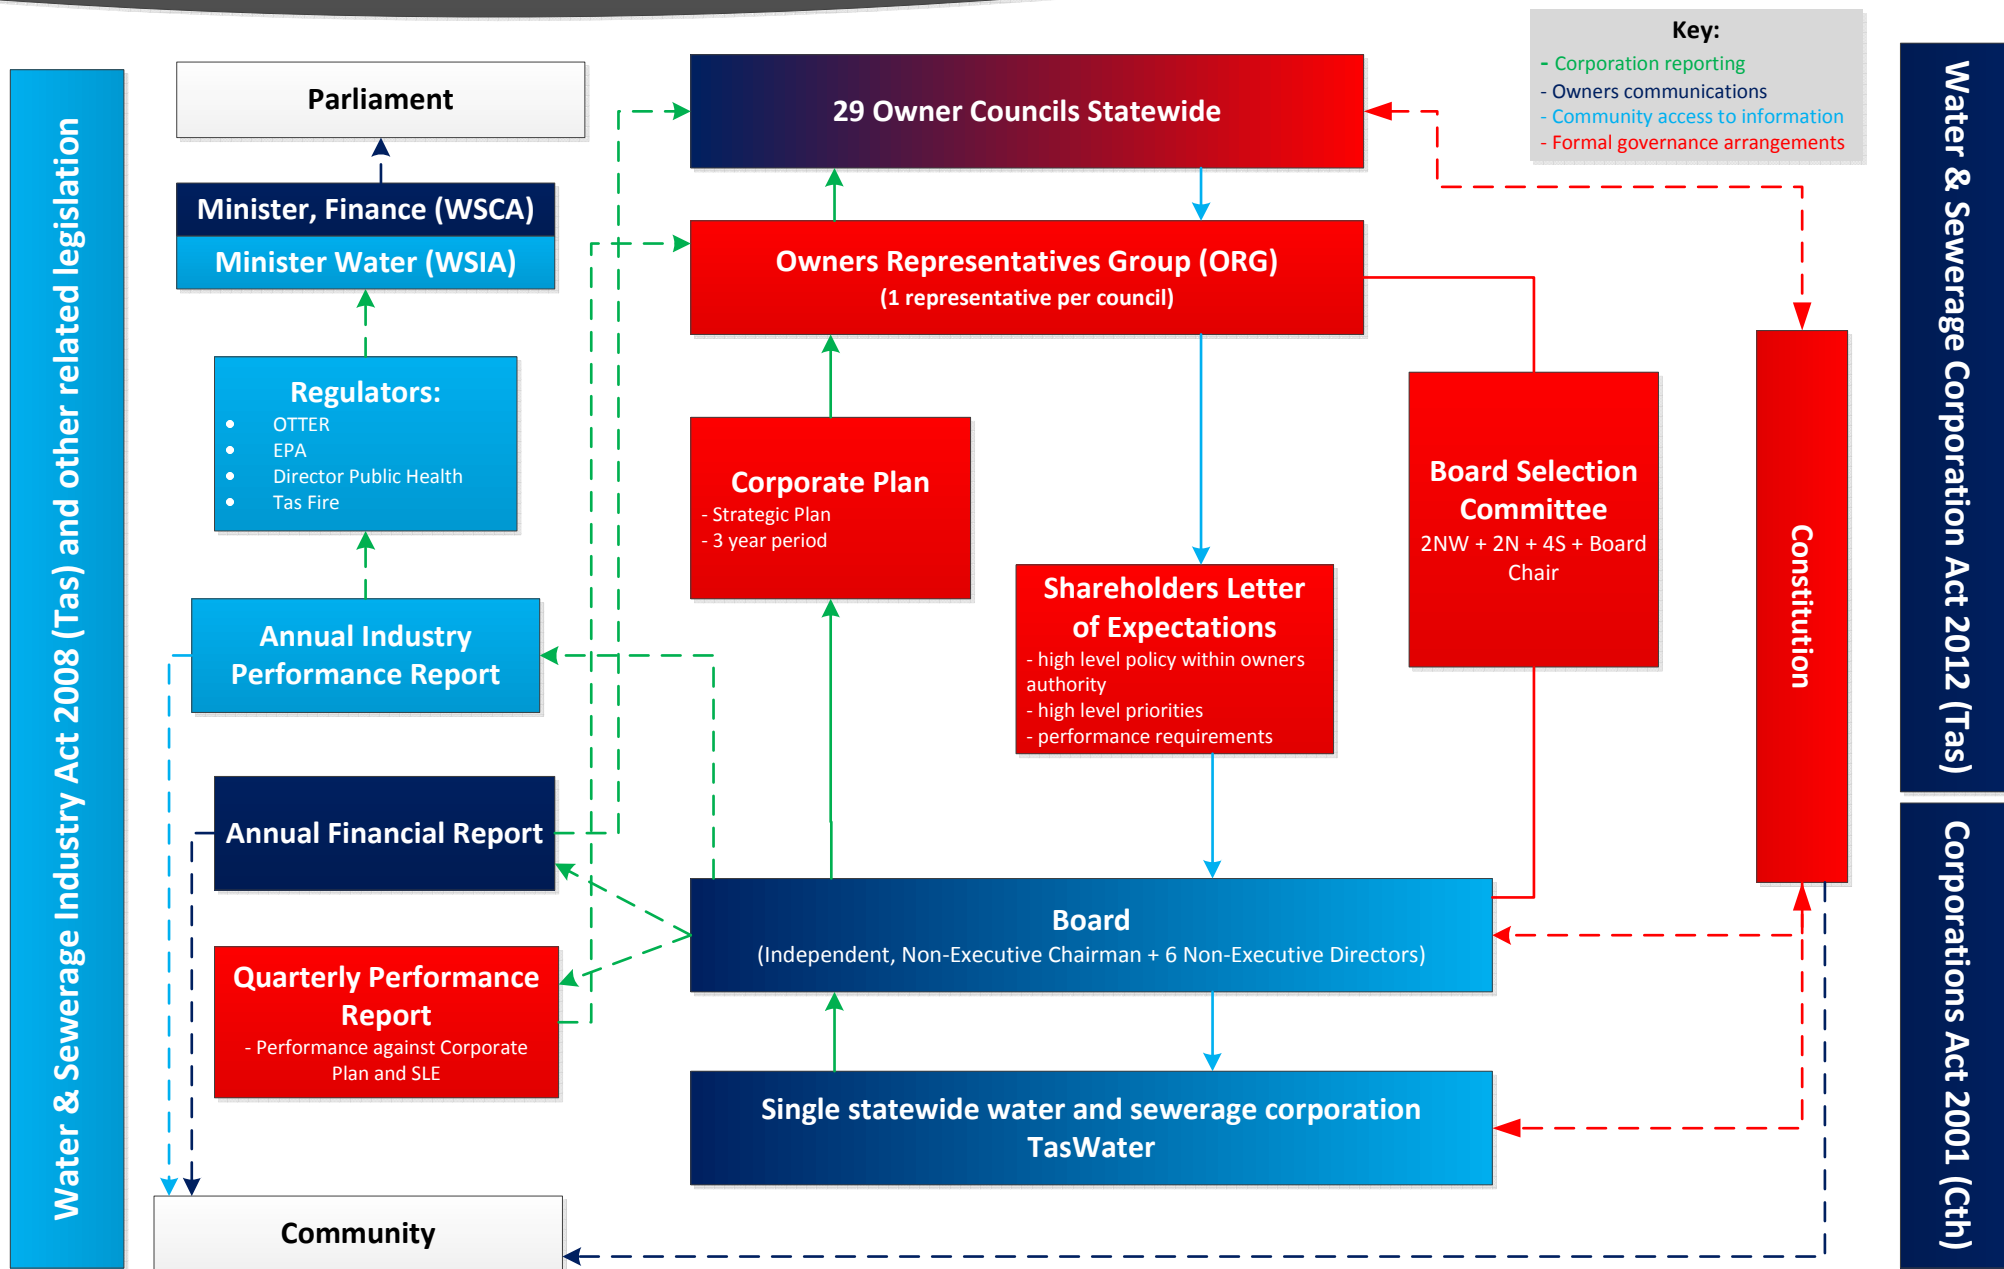 Key:
- Corporation reporting
- Owners communications
- Community access to information
- Formal governance arrangements
Water & Sewerage Industry Act 2008 (Tas) and other related legislation
Parliament
Minister, Finance (WSCA)
Minister Water (WSIA)
Regulators:
• OTTER
• EPA
• Director Public Health
• Tas Fire
Annual Industry
Performance Report
Annual Financial Report
Quarterly Performance
Report
- Performance against Corporate
Plan and SLE
Community
29 Owner Councils Statewide
Owners Representatives Group (ORG)
(1 representative per council)
Corporate Plan
- Strategic Plan
- 3 year period
Shareholders Letter
of Expectations
- high level policy within owners
authority
- high level priorities
- performance requirements
Board Selection
Committee
2NW + 2N + 4S + Board
Chair
Board
(Independent, Non-Executive Chairman + 6 Non-Executive Directors)
Single statewide water and sewerage corporation
TasWater
Constitution
Water & Sewerage Corporation Act 2012 (Tas)
Corporations Act 2001 (Cth)